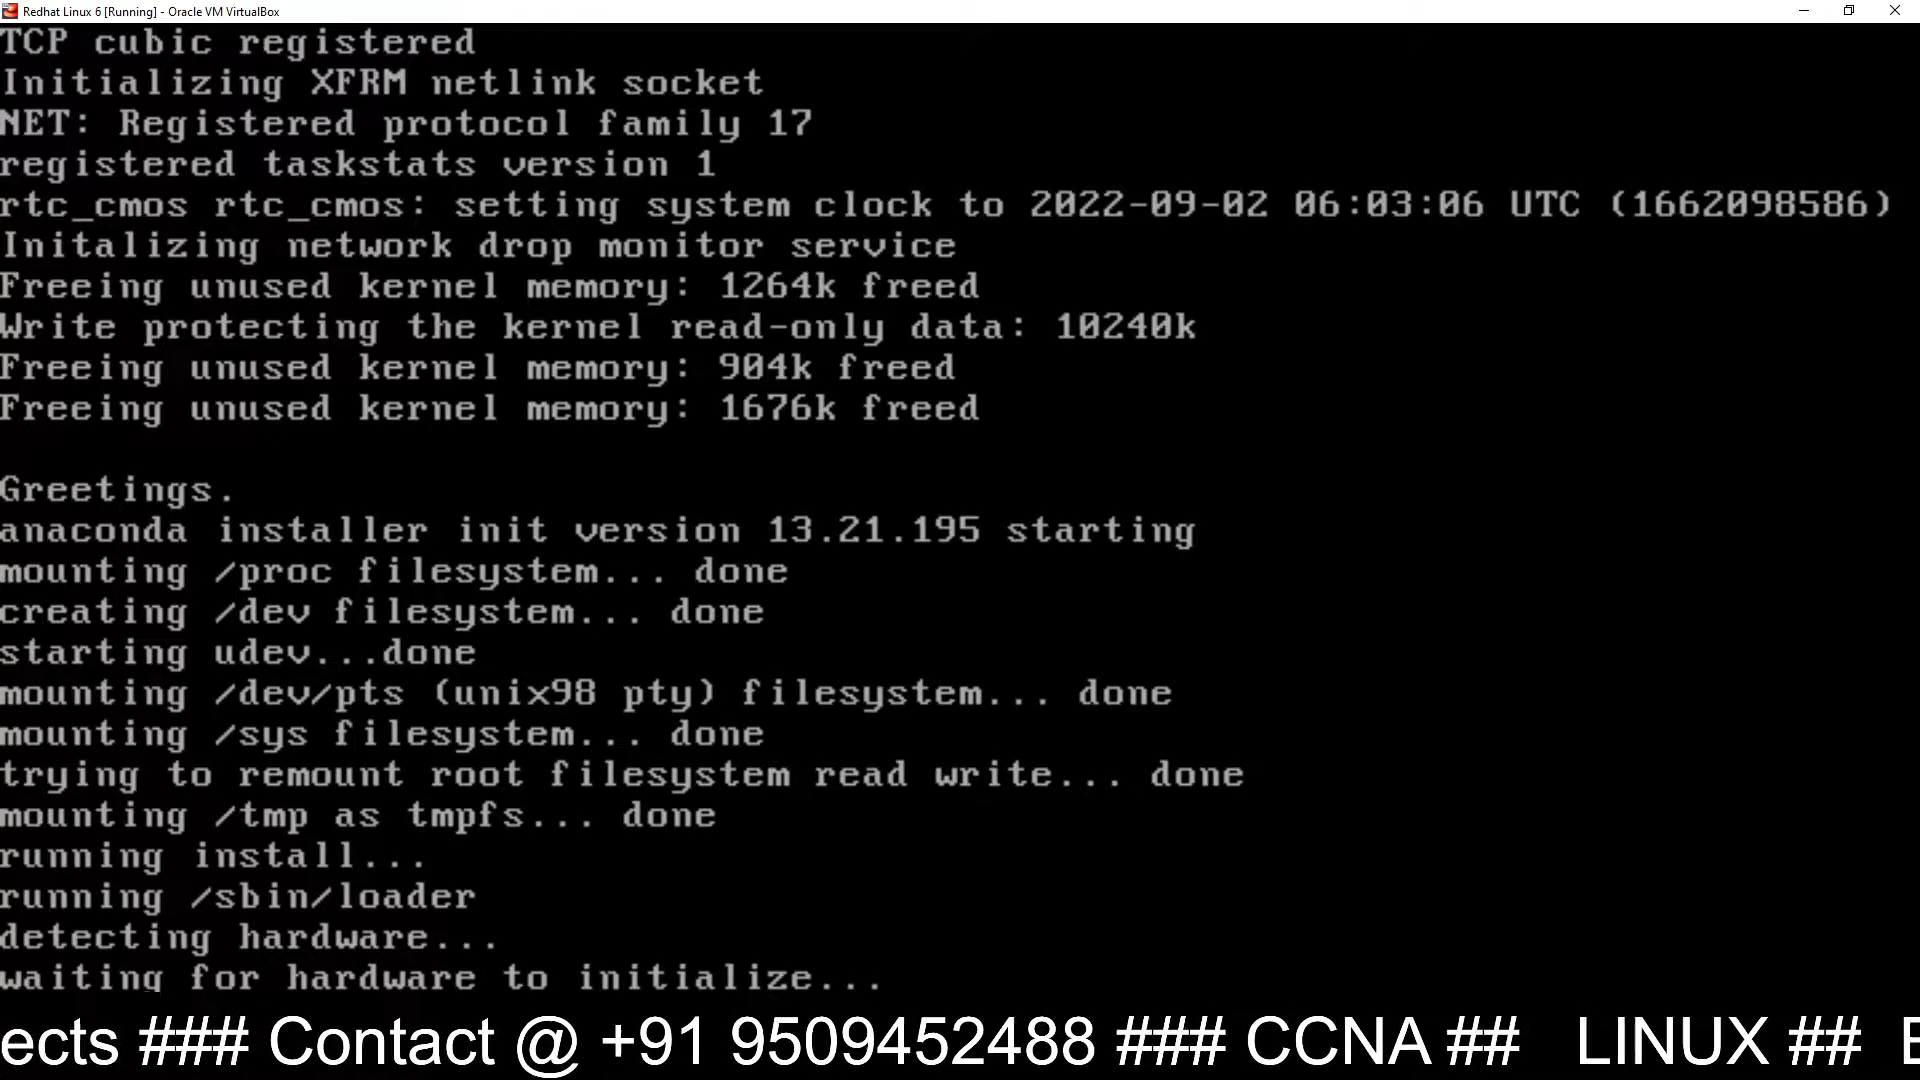 Redhat Linux 6 [Running] - Oracle VM VirtualBox
TCP cubic registered
Initializing XFRM netlink socket
NET: Registered protocol family 17
registered taskstats version 1
rtc_cmos rtc_cmos: setting system clock to 2022-09-02 06:03:06 UTC (1662098586)
Initalizing network drop monitor service
Freeing unused kernel memory: 1264k freed
Write protecting the kernel read-only data: 10240k
Freeing unused kernel memory: 904k freed
Freeing unused kernel memory: 1676k freed
Greetings.
anaconda installer init version 13.21.195 starting
mounting /proc filesystem... done
creating /dev filesystem... done
starting udev...done
mounting /dev/pts (unix98 pty) filesystem... done
mounting /sys filesystem... done
trying to remount root filesystem read write... done
mounting /tmp as tmpfs... done
running install...
running /sbin/loader
detecting hardware...
waiting for hardware to initialize...
ects ### Contact @ +91 9509452488 ### CCNA ## LINUX ##